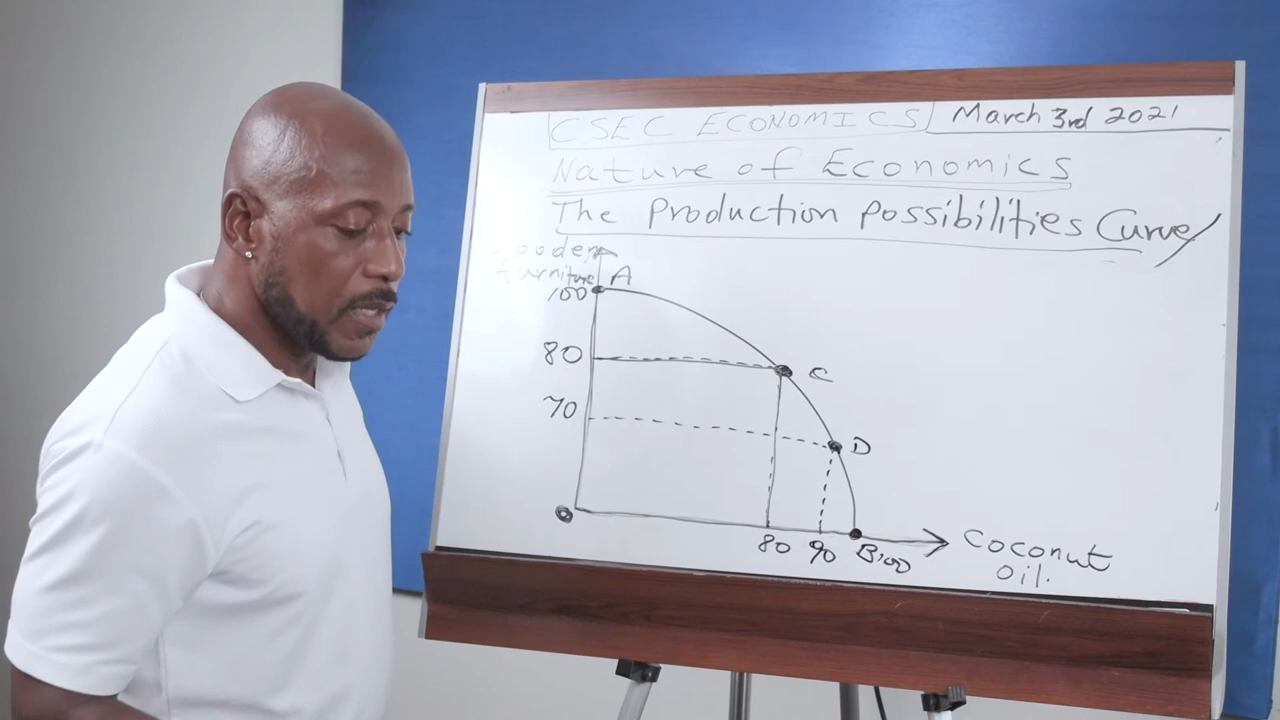 CSEC ECONOMICS March 3rd 2021
Nature of Economics
The Production Possibilities Curve
Wooden
furniture A
100
80
C
70
D
O
80 90 B100
Coconut
Oil.